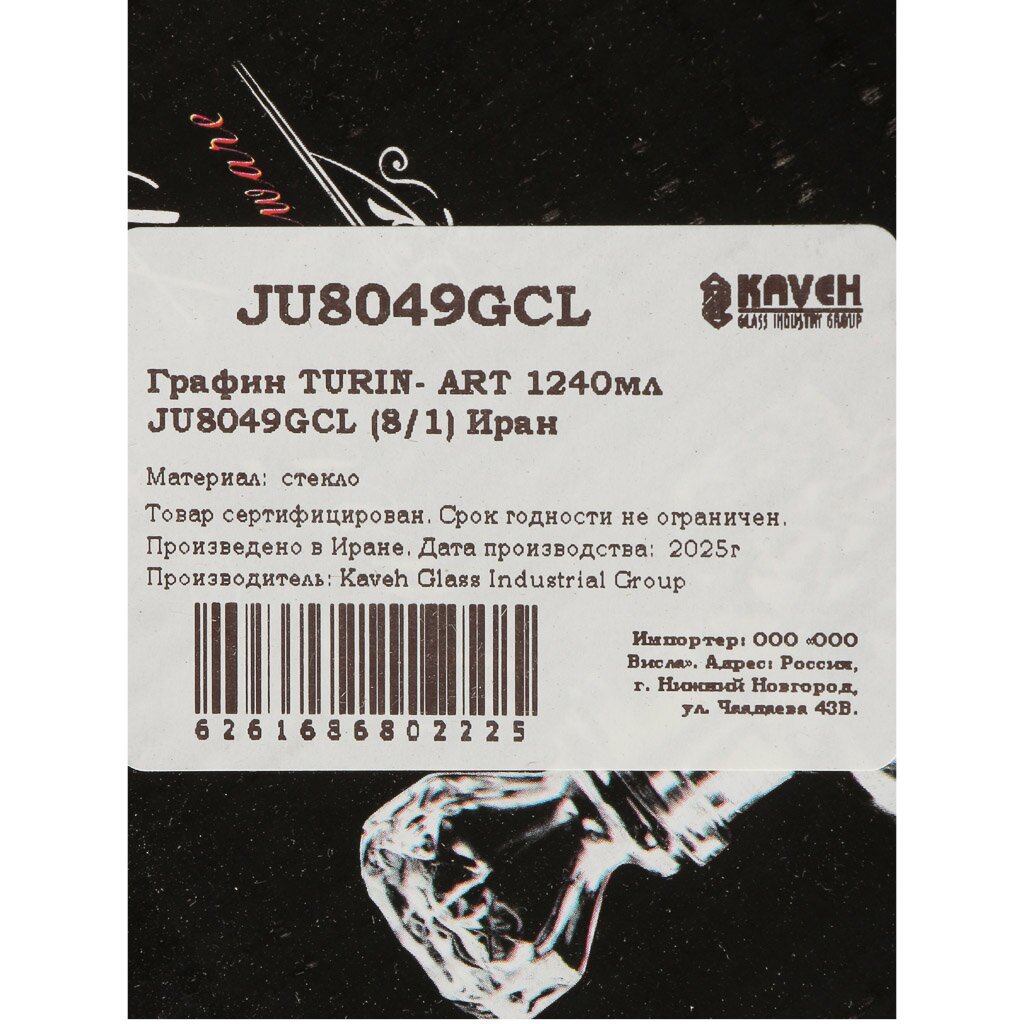 JU8049GCL
KAVEH
GLASS INDUSTRY GROUP
Графин TURIN- ART 1240мл
JU8049GCL (8/1) Иран
Материал: стекло
Товар сертифицирован. Срок годности не ограничен.
Произведено в Иране. Дата производства: 2025г
Производитель: Kaveh Glass Industrial Group
Импортер: ООО «ООО
Висла». Адрес: Россия,
г. Нижний Новгород,
ул. Чаадаева 43В.
6261686802225